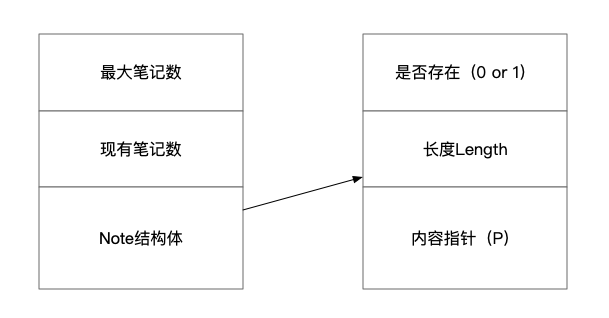 最大笔记数
现有笔记数
Note结构体
是否存在（0 or 1）
长度Length
内容指针（P）